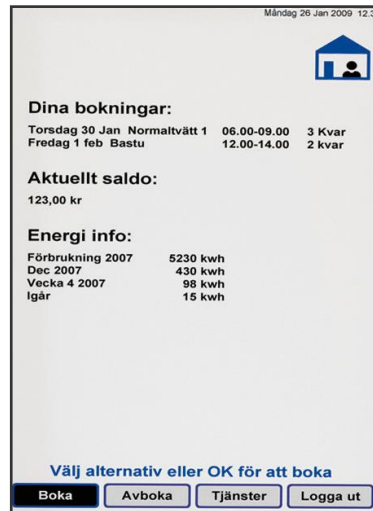 Måndag 26 Jan 2009 12.3
Dina bokningar:
Torsdag 30 Jan Normaltvätt 1 06.00-09.00 3 Kvar
Fredag 1 feb Bastu 12.00-14.00 2 kvar
Aktuellt saldo:
123,00 kr
Energi info:
Förbrukning 2007 5230 kwh
Dec 2007 430 kwh
Vecka 4 2007 98 kwh
Igår 15 kwh
Välj alternativ eller OK för att boka
Boka Avboka Tjänster Logga ut